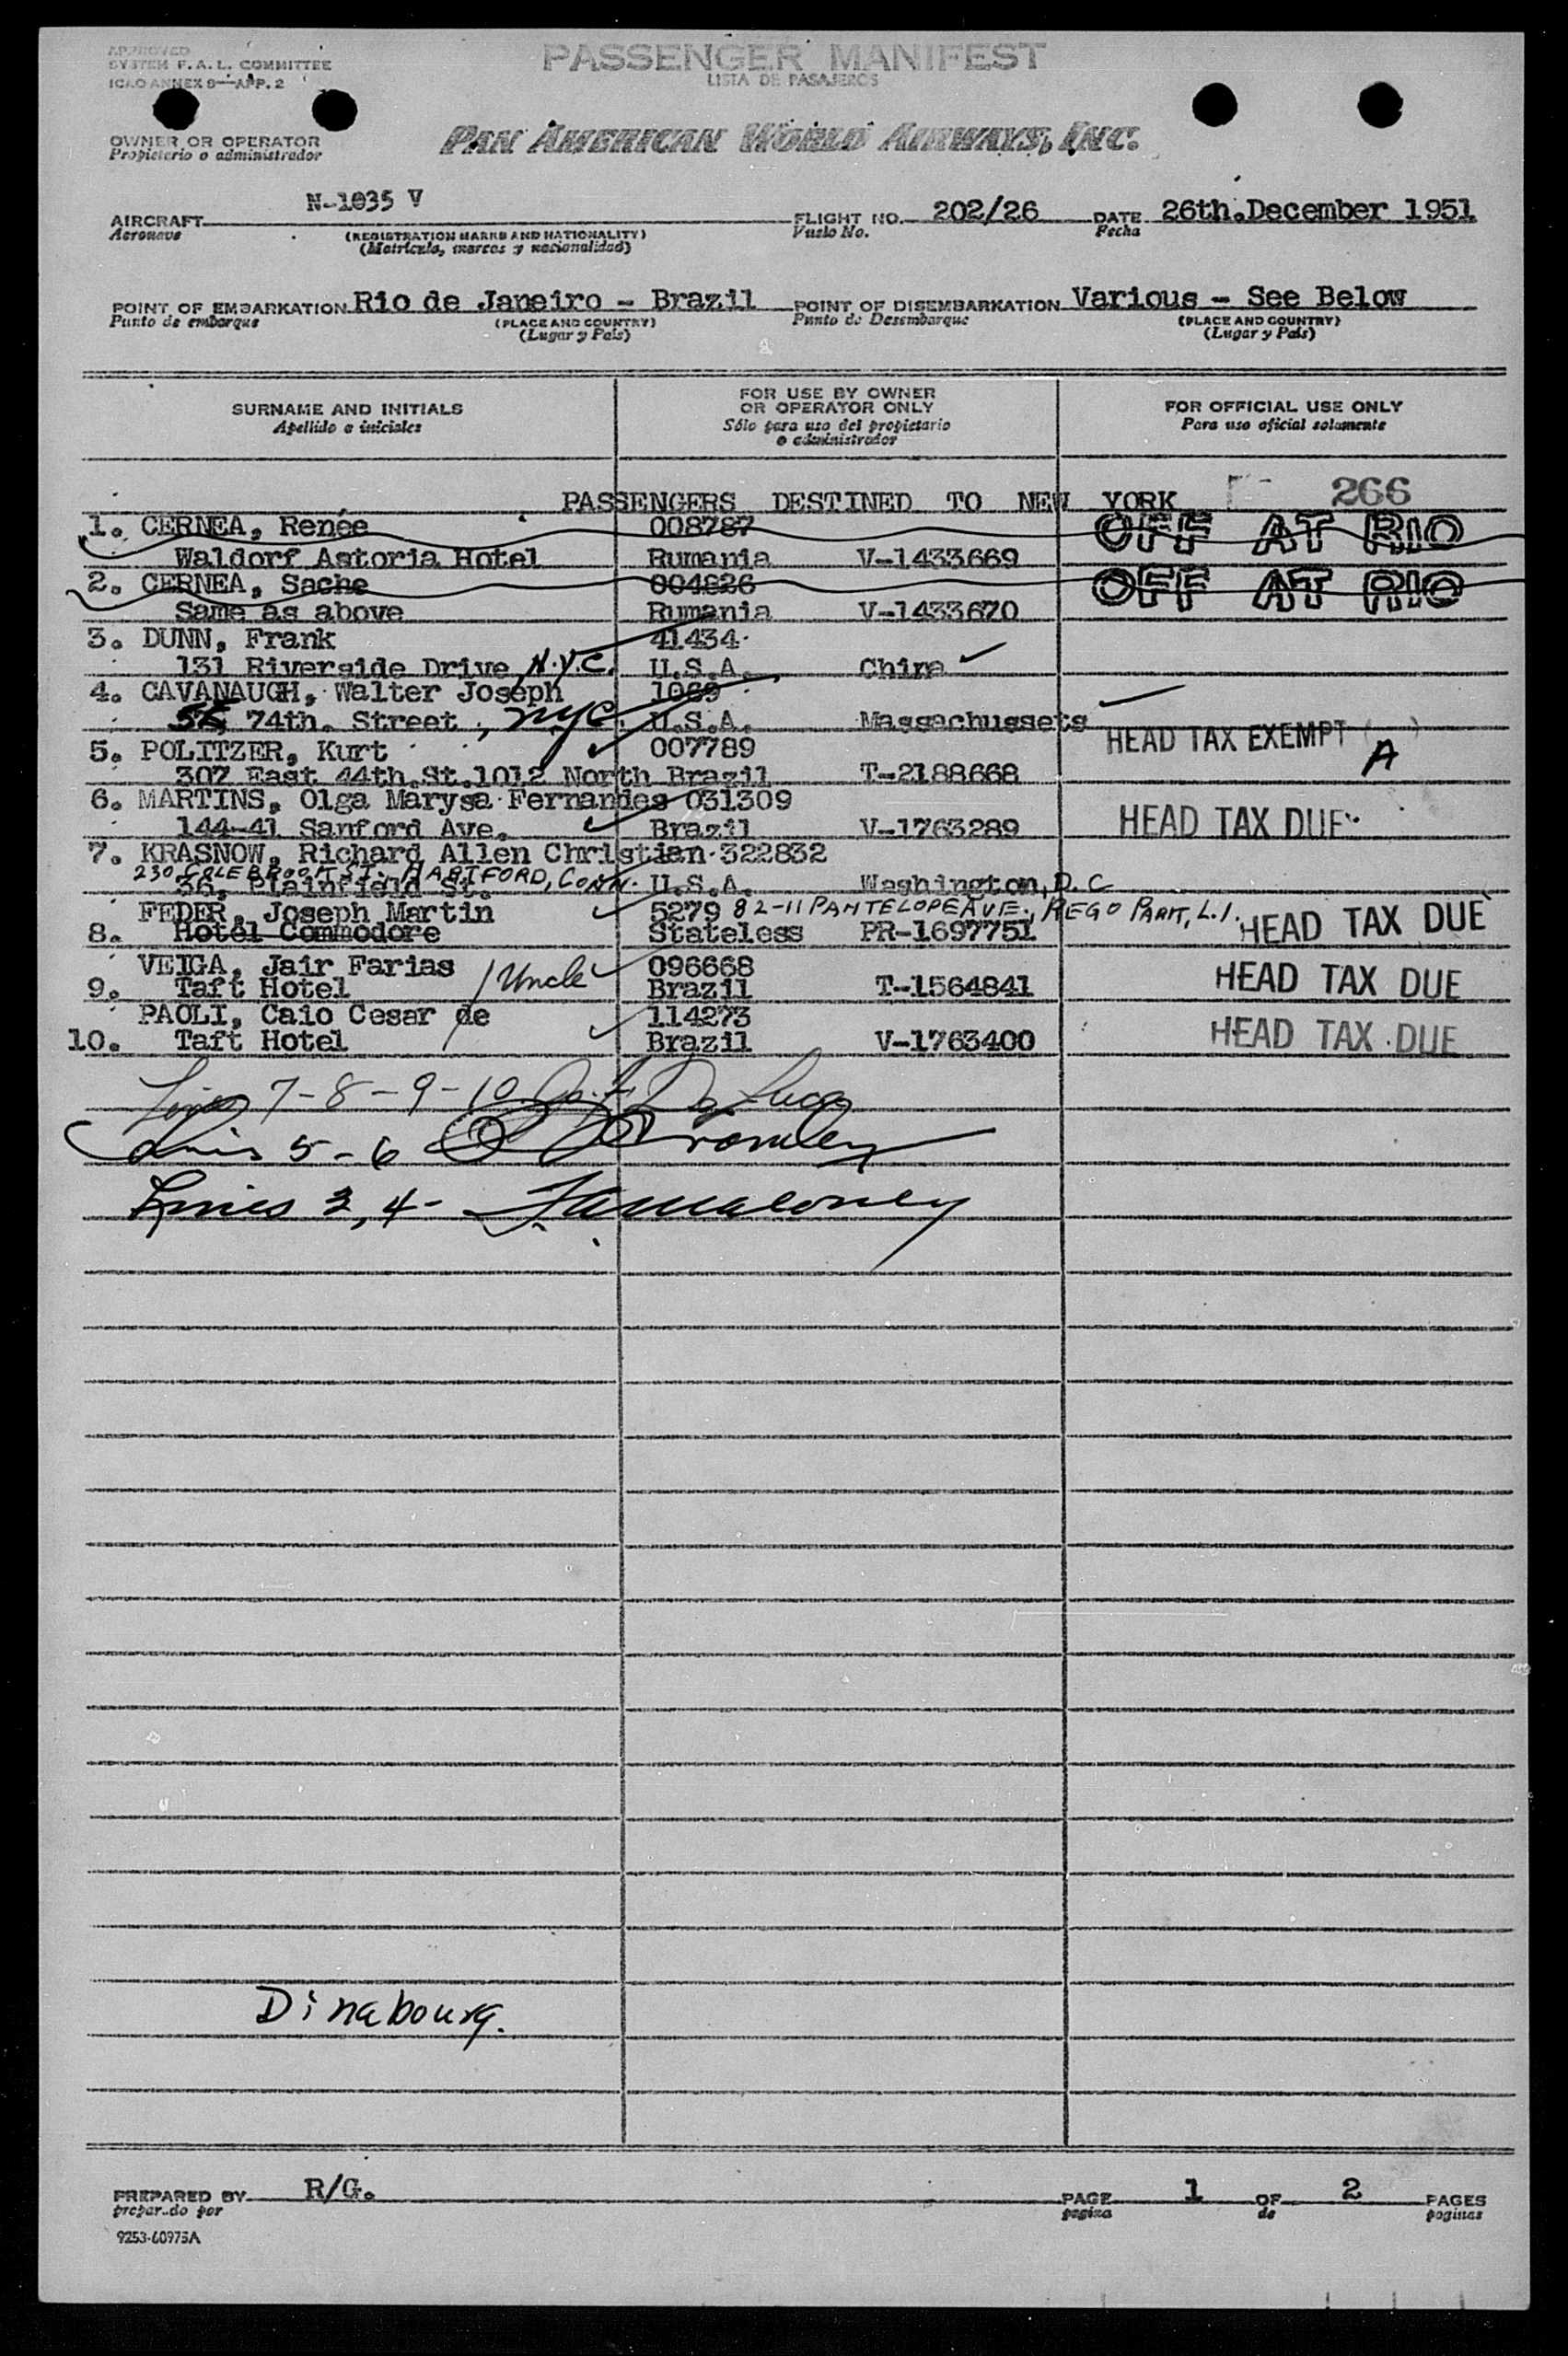 APPROVED
SYSTEM F.A.L. COMMITTEE
ICAO ANNEX 9—APP. 2
PASSENGER MANIFEST
LISTA DE PASAJEROS
OWNER OR OPERATOR
Propietario o administrador
PAN AMERICAN WORLD AIRWAYS, INC.
AIRCRAFT N-1035 V FLIGHT NO. 202/26 DATE 26th.December 1951
Aeronave (REGISTRATION MARKS AND NATIONALITY) Vuelo No. Fecha
(Matricula, marcas y nacionalidad)
POINT OF EMBARKATION Rio de Janeiro - Brazil POINT OF DISEMBARKATION Various - See Below
Punto de embarque (PLACE AND COUNTRY) Punto de Desembarque (PLACE AND COUNTRY)
(Lugar y País) (Lugar y País)
SURNAME AND INITIALS FOR USE BY OWNER OR OPERATOR ONLY FOR OFFICIAL USE ONLY
Apellido e iniciales Sólo para uso del propietario o administrador Para uso oficial solamente
PASSENGERS DESTINED TO NEW YORK 266
1. CERNEA, Renée 008787 OFF AT RIO
Waldorf Astoria Hotel Rumania V-1433669
2. CERNEA, Sache 004826 OFF AT RIO
Same as above Rumania V-1433670
3. DUNN, Frank 41434
131 Riverside Drive, N.Y.C. U.S.A. China
4. CAVANAUGH, Walter Joseph 1069
74th. Street, NYC. U.S.A. Massachussets
5. POLITZER, Kurt 007789 HEAD TAX EXEMPT ( ) A
307 East 44th.St.1012 North Brazil T-2188668
6. MARTINS, Olga Marysa Fernandes 031309
144-41 Sanford Ave. Brazil V-1763289 HEAD TAX DUE
7. KRASNOW, Richard Allen Christian 322832
230 COLEBROOK ST. HARTFORD, CONN.
36, Plainfield St. U.S.A. Washington, D.C
FEDER, Joseph Martin 5279 82-11 PANTELOPE AVE., REGO PARK, L.I.
8. Hotel Commodore Stateless PR-1697751 HEAD TAX DUE
VEIGA, Jair Farias / Uncle 096668
9. Taft Hotel Brazil T-1564841 HEAD TAX DUE
PAOLI, Caio Cesar de 114273
10. Taft Hotel Brazil V-1763400 HEAD TAX DUE
Lines 7-8-9-10
5-6
Lines 3, 4-
Dinabourg.
PREPARED BY R/G. PAGE 1 OF 2 PAGES
preparado por pagina de paginas
9253-60975A